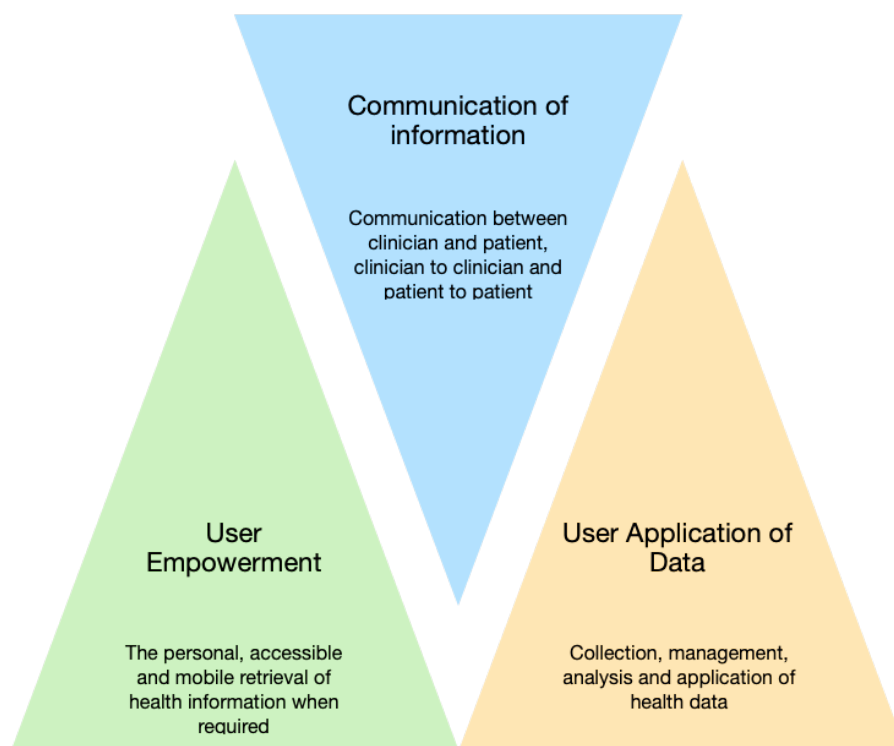 Communication of
information
Communication between
clinician and patient,
clinician to clinician and
patient to patient
User
Empowerment
The personal, accessible
and mobile retrieval of
health information when
required
User Application of
Data
Collection, management,
analysis and application of
health data